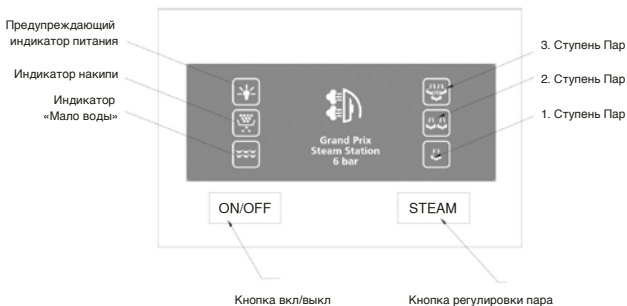 Предупреждающий
индикатор питания
Индикатор накипи
Индикатор
«Мало воды»
3. Ступень Пар
2. Ступень Пар
1. Ступень Пар
Grand Prix
Steam Station
6 bar
ON/OFF
STEAM
Кнопка вкл/выкл
Кнопка регулировки пара